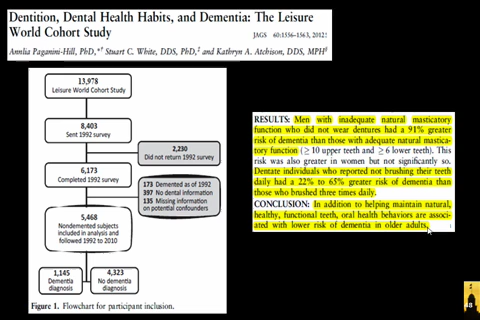 Dentition, Dental Health Habits, and Dementia: The Leisure
World Cohort Study
JAGS 60:1556–1563, 2012.
Annlia Paganini-Hill, PhD,*† Stuart C. White, DDS, PhD,‡ and Kathryn A. Atchison, DDS, MPH§
13,978
Leisure World Cohort Study
8,403
Sent 1992 survey
2,230
Did not return 1992 survey
6,173
Completed 1992 survey
173 Demented as of 1992
397 No dental information
135 Missing information
on potential confounders
5,468
Nondemented subjects
included in analysis and
followed 1992 to 2010
1,145
Dementia
diagnosis
4,323
No dementia
diagnosis
Figure 1. Flowchart for participant inclusion.
RESULTS: Men with inadequate natural masticatory
function who did not wear dentures had a 91% greater
risk of dementia than those with adequate natural mastica-
tory function (≥10 upper teeth and ≥6 lower teeth). This
risk was also greater in women but not significantly so.
Dentate individuals who reported not brushing their teeth
daily had a 22% to 65% greater risk of dementia than
those who brushed three times daily.
CONCLUSION: In addition to helping maintain natural,
healthy, functional teeth, oral health behaviors are associ-
ated with lower risk of dementia in older adults.